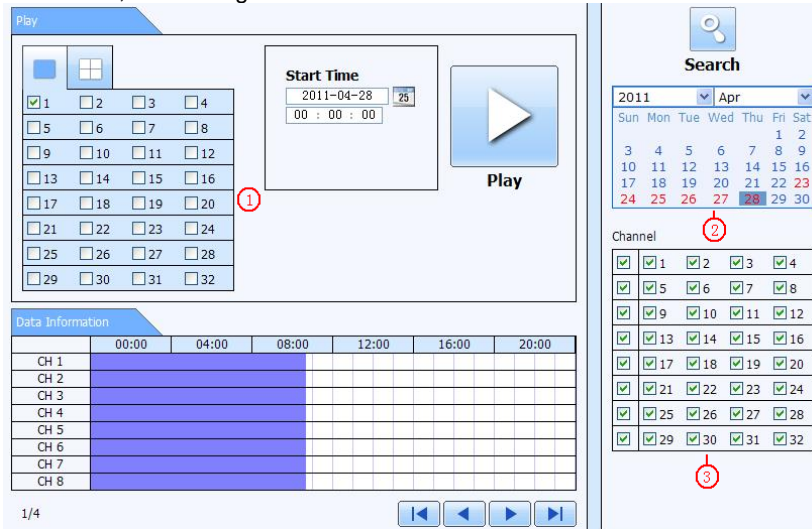 Play
Start Time
2011-04-28 25
00 : 00 : 00
Play
1 2 3 4
5 6 7 8
9 10 11 12
13 14 15 16
17 18 19 20
21 22 23 24
25 26 27 28
29 30 31 32
1
Data Information
00:00 04:00 08:00 12:00 16:00 20:00
CH 1
CH 2
CH 3
CH 4
CH 5
CH 6
CH 7
CH 8
1/4
Search
2011 Apr
Sun Mon Tue Wed Thu Fri Sat
1 2
3 4 5 6 7 8 9
10 11 12 13 14 15 16
17 18 19 20 21 22 23
24 25 26 27 28 29 30
2
Channel
1 2 3 4
5 6 7 8
9 10 11 12
13 14 15 16
17 18 19 20
21 22 23 24
25 26 27 28
29 30 31 32
3